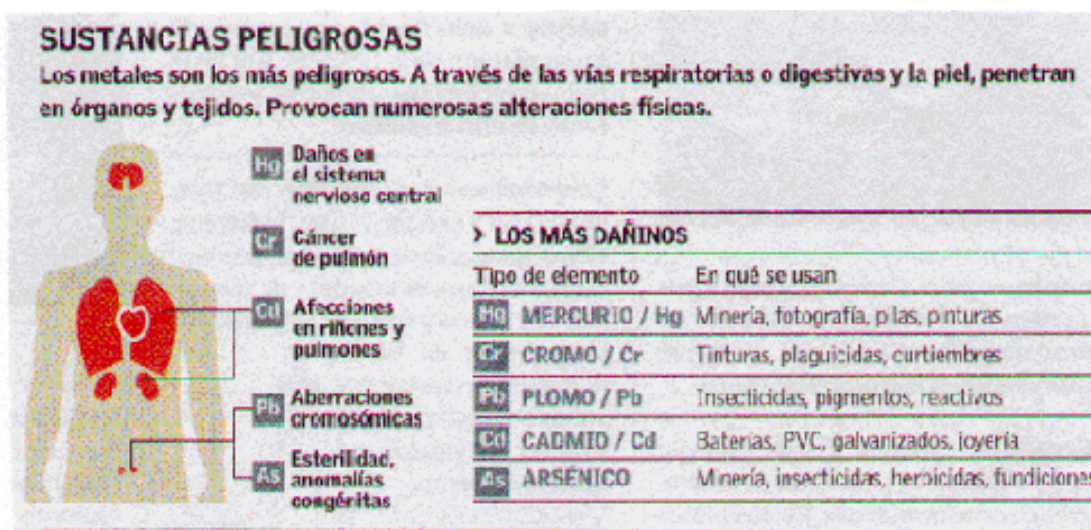 SUSTANCIAS PELIGROSAS
Los metales son los más peligrosos. A través de las vías respiratorias o digestivas y la piel, penetran
en órganos y tejidos. Provocan numerosas alteraciones físicas.
Hg Daños en
el sistema
nervioso central
Cr Cáncer
de pulmón
Cd Afecciones
en riñones y
pulmones
Pb Aberraciones
cromosómicas
As Esterilidad,
anomalías
congéritas
> LOS MÁS DAÑINOS
Tipo de elemento En qué se usan
Hg MERCURIO / Hg Minería, fotografía, pilas, pinturas
Cr CROMO / Cr Tinturas, plaguicidas, curtiembres
Pb PLOMO / Pb Insecticidas, pigmentos, reactivos
Cd CADMIO / Cd Baterías, PVC, galvanizados, joyería
As ARSÉNICO Minería, insecticidas, herbicidas, fundiciones